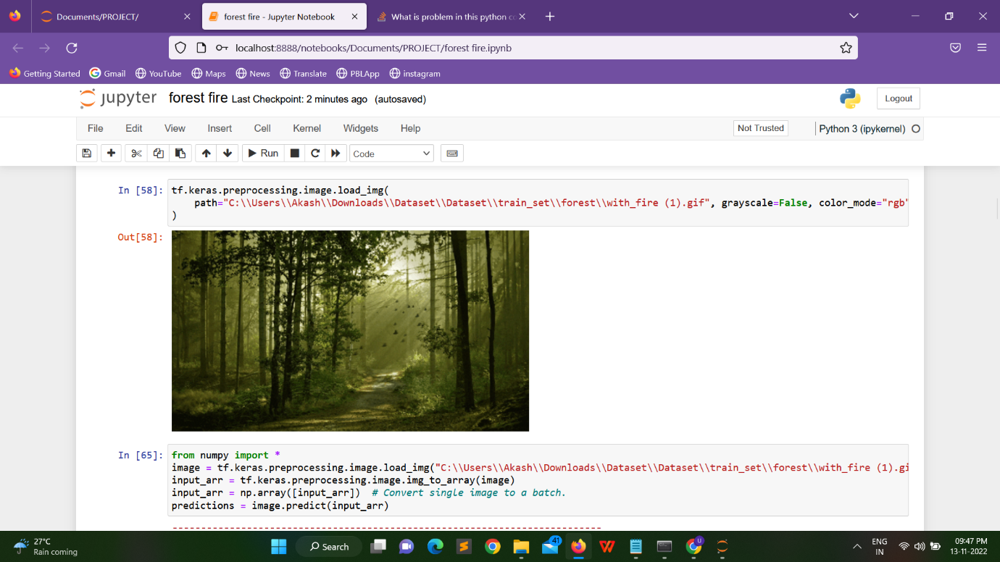 Documents/PROJECT/
forest fire - Jupyter Notebook
What is problem in this python co
localhost:8888/notebooks/Documents/PROJECT/forest fire.ipynb
Getting Started Gmail YouTube Maps News Translate PBLApp instagram
jupyter forest fire Last Checkpoint: 2 minutes ago (autosaved) Logout
File Edit View Insert Cell Kernel Widgets Help Not Trusted Python 3 (ipykernel)
Run Code
In [58]: tf.keras.preprocessing.image.load_img(
path="C:\\Users\\Akash\\Downloads\\Dataset\\Dataset\\train_set\\forest\\with_fire (1).gif", grayscale=False, color_mode="rgb"
)
Out[58]:
In [65]: from numpy import *
image = tf.keras.preprocessing.image.load_img("C:\\Users\\Akash\\Downloads\\Dataset\\Dataset\\train_set\\forest\\with_fire (1).gi
input_arr = tf.keras.preprocessing.image.img_to_array(image)
input_arr = np.array([input_arr])  # Convert single image to a batch.
predictions = image.predict(input_arr)
---------------------------------------------------------------------------
27°C
Rain coming
Search
41
U
ENG
IN
09:47 PM
13-11-2022